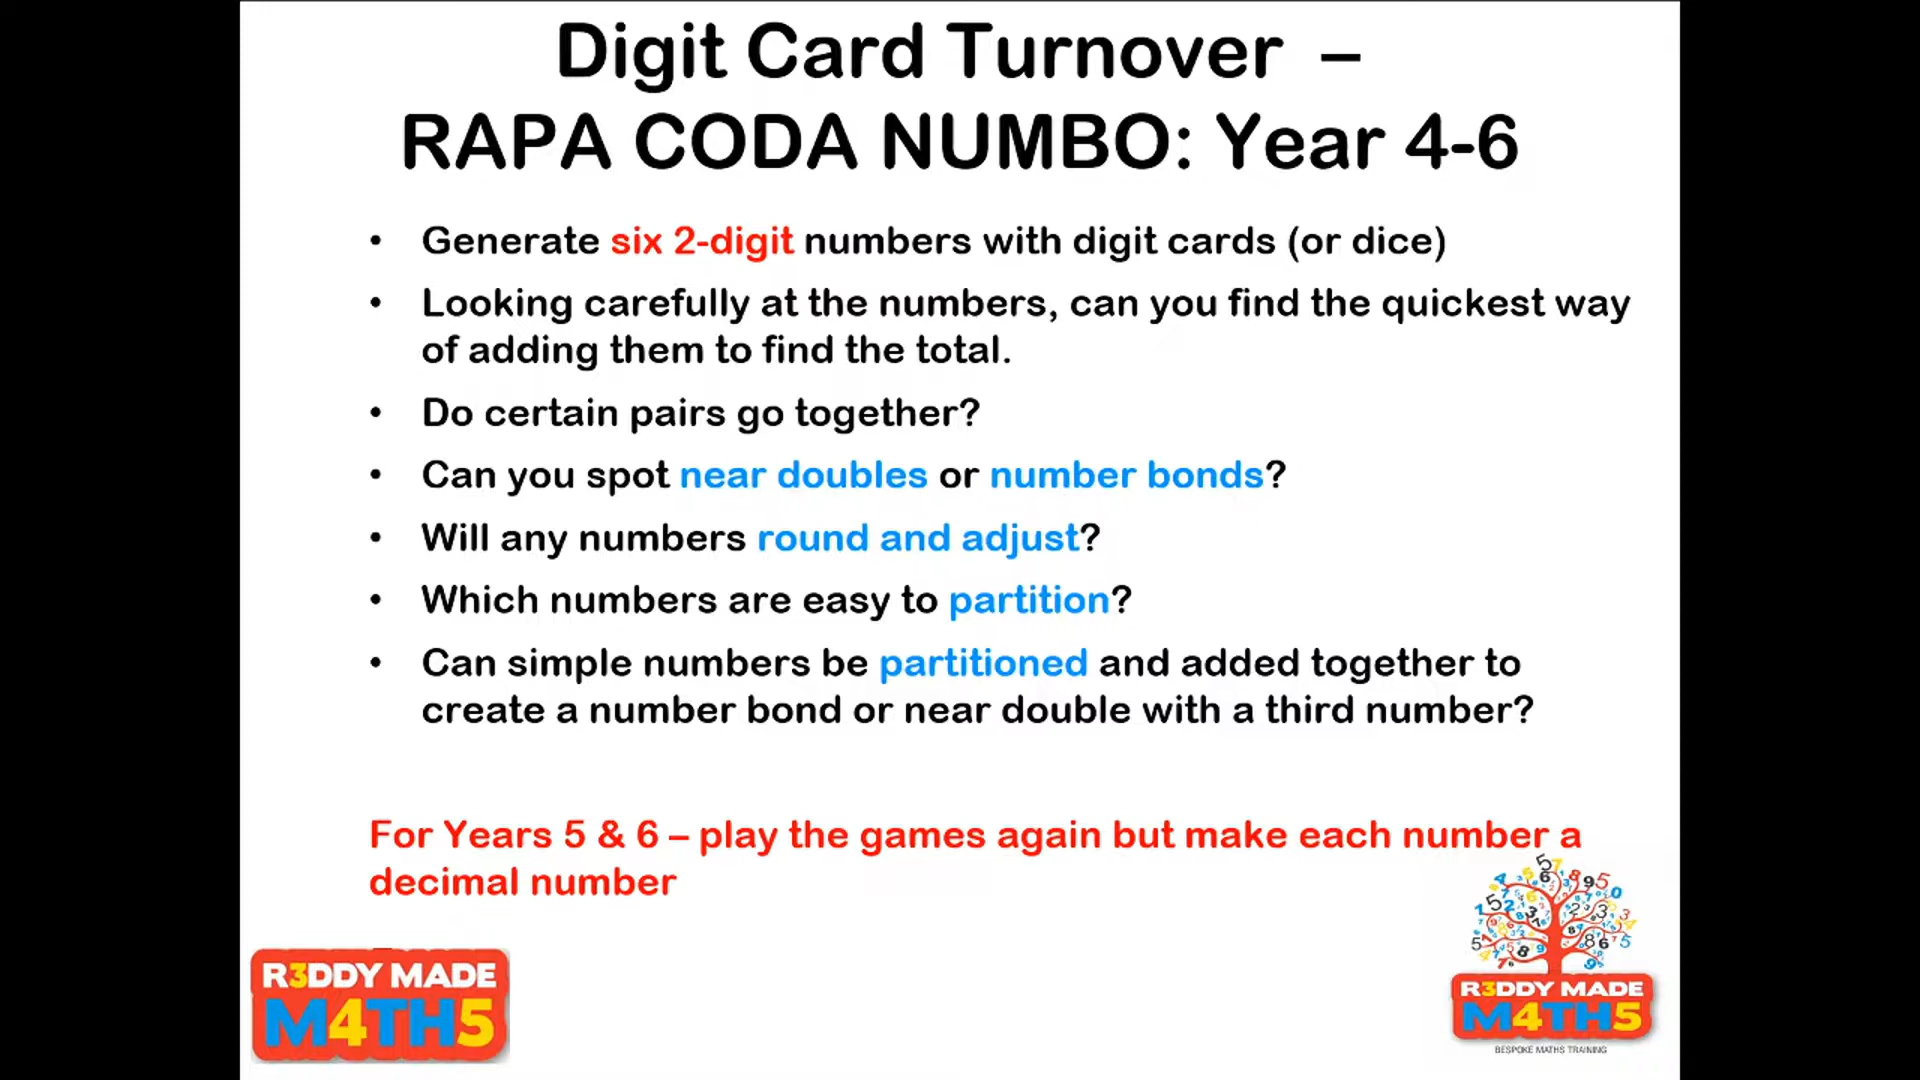 Digit Card Turnover –
RAPA CODA NUMBO: Year 4-6
• Generate six 2-digit numbers with digit cards (or dice)
• Looking carefully at the numbers, can you find the quickest way
of adding them to find the total.
• Do certain pairs go together?
• Can you spot near doubles or number bonds?
• Will any numbers round and adjust?
• Which numbers are easy to partition?
• Can simple numbers be partitioned and added together to
create a number bond or near double with a third number?
For Years 5 & 6 – play the games again but make each number a
decimal number
R3DDY MADE
M4TH5
R3DDY MADE
M4TH5
BESPOKE MATHS TRAINING